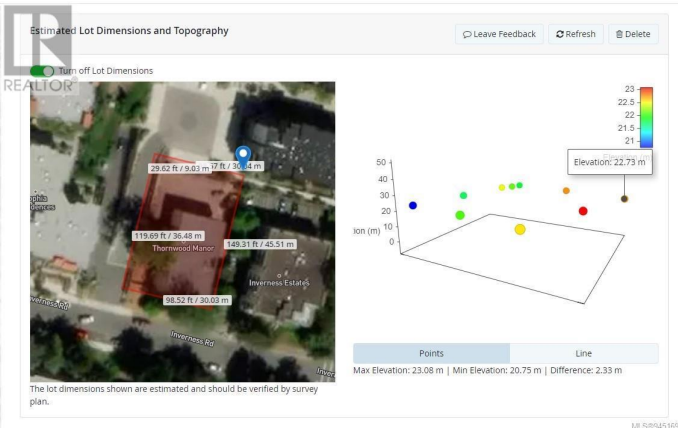 Estimated Lot Dimensions and Topography
Leave Feedback
Refresh
Delete
REALTOR®
Turn off Lot Dimensions
29.62 ft / 9.03 m
119.69 ft / 36.48 m
149.31 ft / 45.51 m
Thornwood Manor
Inverness Estates
98.52 ft / 30.03 m
Inverness Rd
Inverness Rd
23
22.5
22
21.5
21
Elevation: 22.73 m
50
40
30
20
10
0
Points
Line
Max Elevation: 23.08 m | Min Elevation: 20.75 m | Difference: 2.33 m
The lot dimensions shown are estimated and should be verified by survey
plan.